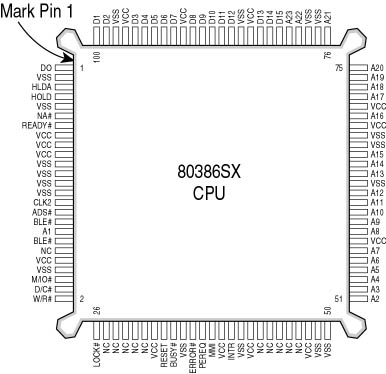 Mark Pin 1
D1
D2
VSS
VCC
D3
D4
D5
D6
D7
VCC
D8
D9
D10
D11
D12
VSS
VCC
D13
D14
D15
A23
A22
VSS
VSS
A21
100
76
1
75
DO
VSS
HLDA
HOLD
VSS
NA#
READY#
VCC
VCC
VCC
VSS
VSS
VSS
VSS
CLK2
ADS#
BLE#
A1
BLE#
NC
VCC
VSS
M/IO#
D/C#
W/R#
80386SX
CPU
A20
A19
A18
A17
VCC
A16
VCC
VSS
VSS
A15
A14
A13
VSS
A12
A11
A10
A9
A8
VCC
A7
A6
A5
A4
A3
A2
2
51
26
50
LOCK#
NC
NC
NC
NC
NC
VCC
RESET
BUSY#
VSS
ERROR#
PEREQ
MMI
VCC
INTR
VSS
VCC
NC
NC
NC
NC
NC
VCC
VSS
VSS